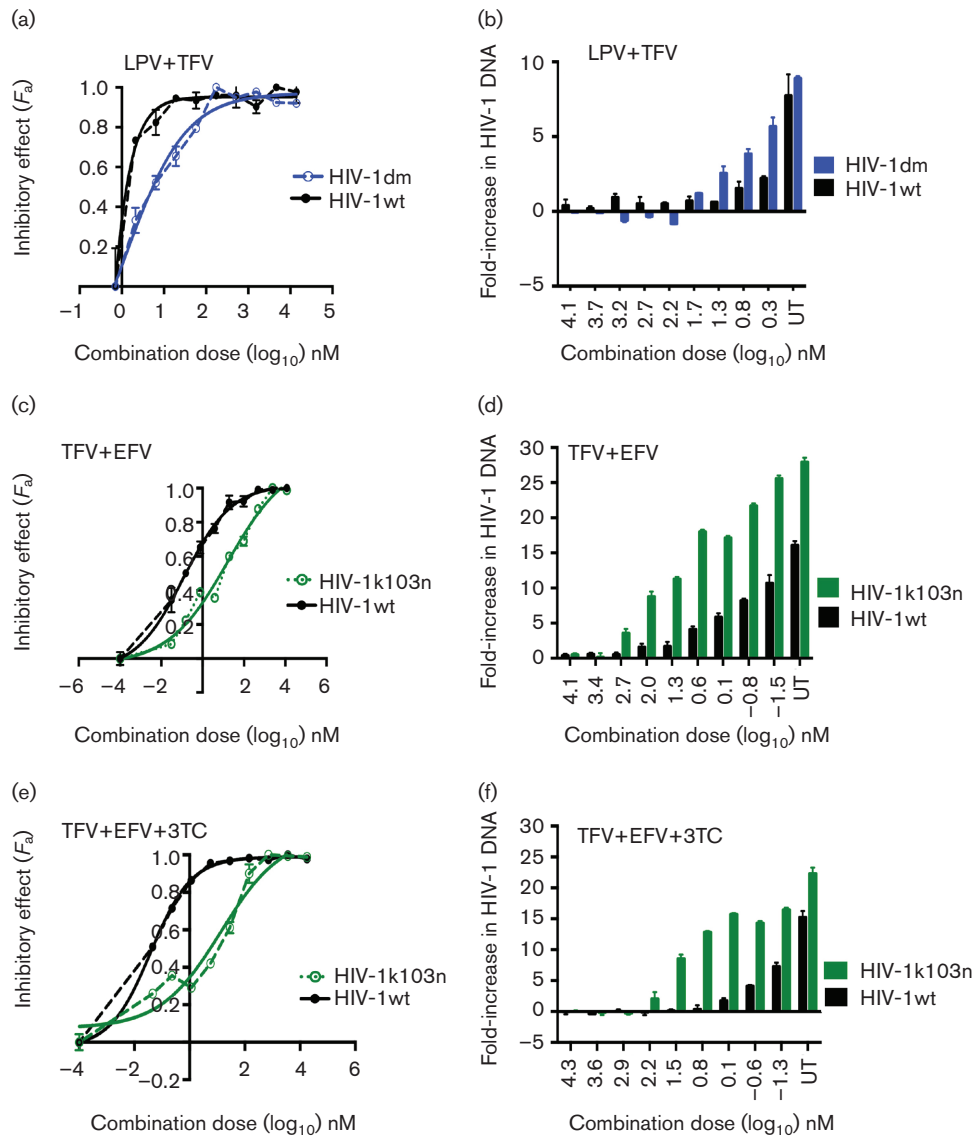 (a)
LPV+TFV
Inhibitory effect (Fₐ)
1.0
0.8
0.6
0.4
0.2
−1 0 1 2 3 4 5
Combination dose (log₁₀) nM
HIV-1dm
HIV-1wt
(b)
LPV+TFV
Fold-increase in HIV-1 DNA
10
5
0
−5
4.1 3.7 3.2 2.7 2.2 1.7 1.3 0.8 0.3 UT
Combination dose (log₁₀) nM
HIV-1dm
HIV-1wt
(c)
TFV+EFV
Inhibitory effect (Fₐ)
1.0
0.8
0.6
0.4
0.2
−6 −4 −2 0 2 4 6
Combination dose (log₁₀) nM
HIV-1k103n
HIV-1wt
(d)
TFV+EFV
Fold-increase in HIV-1 DNA
30
25
20
15
10
5
0
4.1 3.4 2.7 2.0 1.3 0.6 0.1 −0.8 −1.5 UT
Combination dose (log₁₀) nM
HIV-1k103n
HIV-1wt
(e)
TFV+EFV+3TC
Inhibitory effect (Fₐ)
1.0
0.8
0.6
0.4
0.2
−0.2
−4 −2 0 2 4 6
Combination dose (log₁₀) nM
HIV-1k103n
HIV-1wt
(f)
TFV+EFV+3TC
Fold-increase in HIV-1 DNA
30
25
20
15
10
5
0
−5
4.3 3.6 2.9 2.2 1.5 0.8 0.1 −0.6 −1.3 UT
Combination dose (log₁₀) nM
HIV-1k103n
HIV-1wt